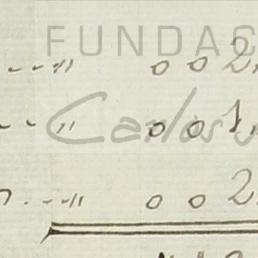 FUNDAC
- - - " 0 0 2,
Carlos
- - - " 0 0 1,
- - - " 0 0 2,